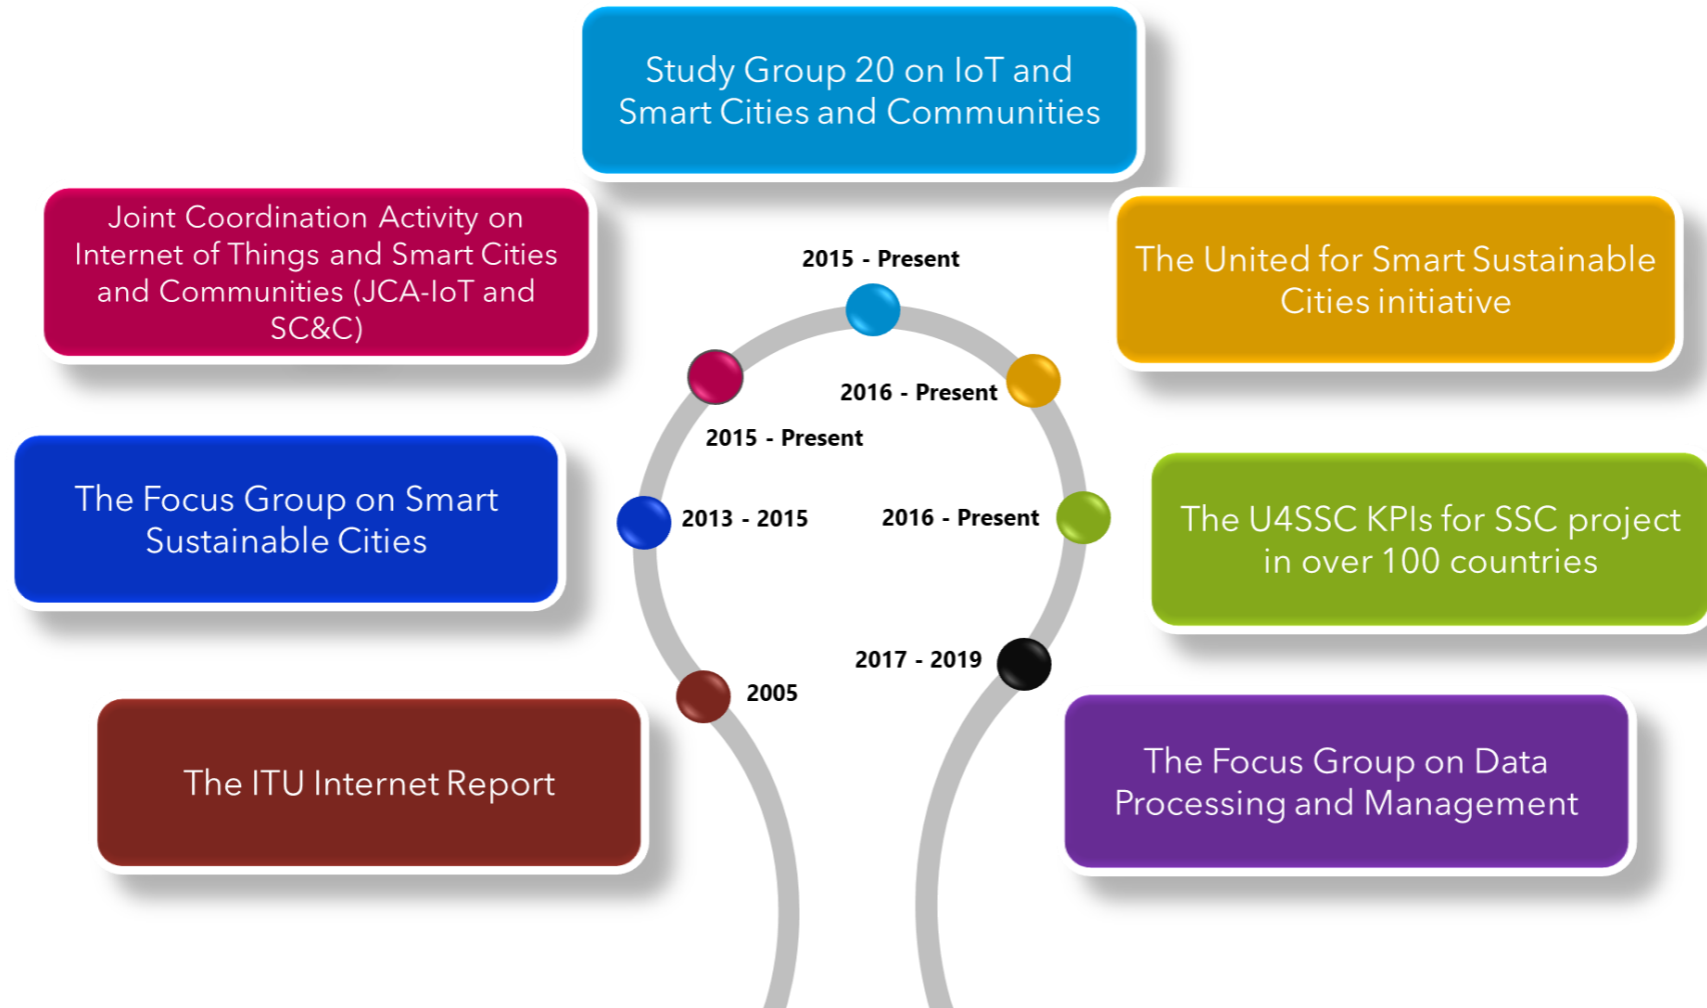 Study Group 20 on IoT and
Smart Cities and Communities
Joint Coordination Activity on
Internet of Things and Smart Cities
and Communities (JCA-IoT and
SC&C)
The United for Smart Sustainable
Cities initiative
2015 - Present
2016 - Present
2015 - Present
The Focus Group on Smart
Sustainable Cities
2013 - 2015
2016 - Present
The U4SSC KPIs for SSC project
in over 100 countries
2017 - 2019
2005
The ITU Internet Report
The Focus Group on Data
Processing and Management